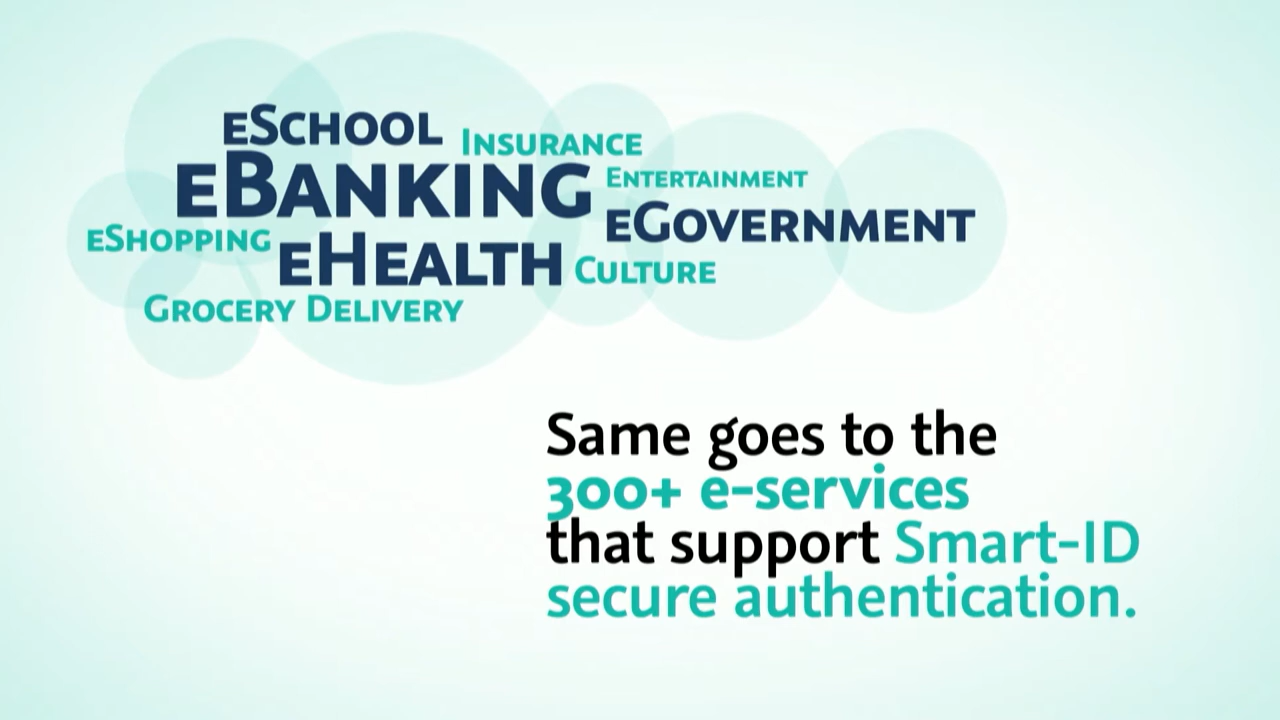 eSchool
Insurance
eBanking
Entertainment
eGovernment
eShopping
eHealth
Culture
Grocery Delivery
Same goes to the
300+ e-services
that support Smart-ID
secure authentication.